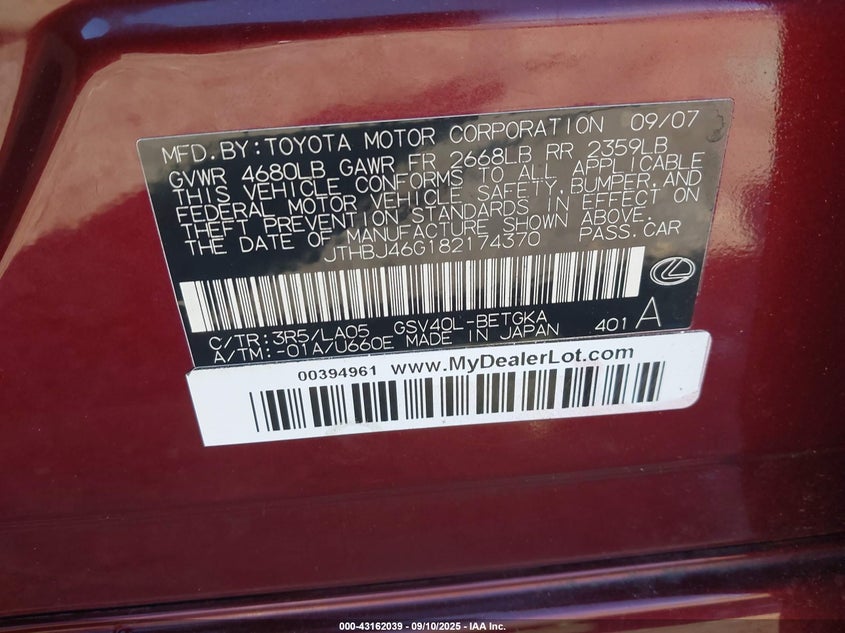 MFD.BY:TOYOTA MOTOR CORPORATION 09/07
GVWR 4680LB GAWR FR 2668LB RR 2359LB
THIS VEHICLE CONFORMS TO ALL APPLICABLE
FEDERAL MOTOR VEHICLE SAFETY,BUMPER,AND
THEFT PREVENTION STANDARDS IN EFFECT ON
THE DATE OF MANUFACTURE SHOWN ABOVE.
JTHBJ46G182174370 PASS.CAR
C/TR:3R5/LA05 GSV40L-BETGKA
A/TM:-01A/U660E MADE IN JAPAN 401 A
00394961 www.MyDealerLot.com
000-43162039 - 09/10/2025 - IAA Inc.